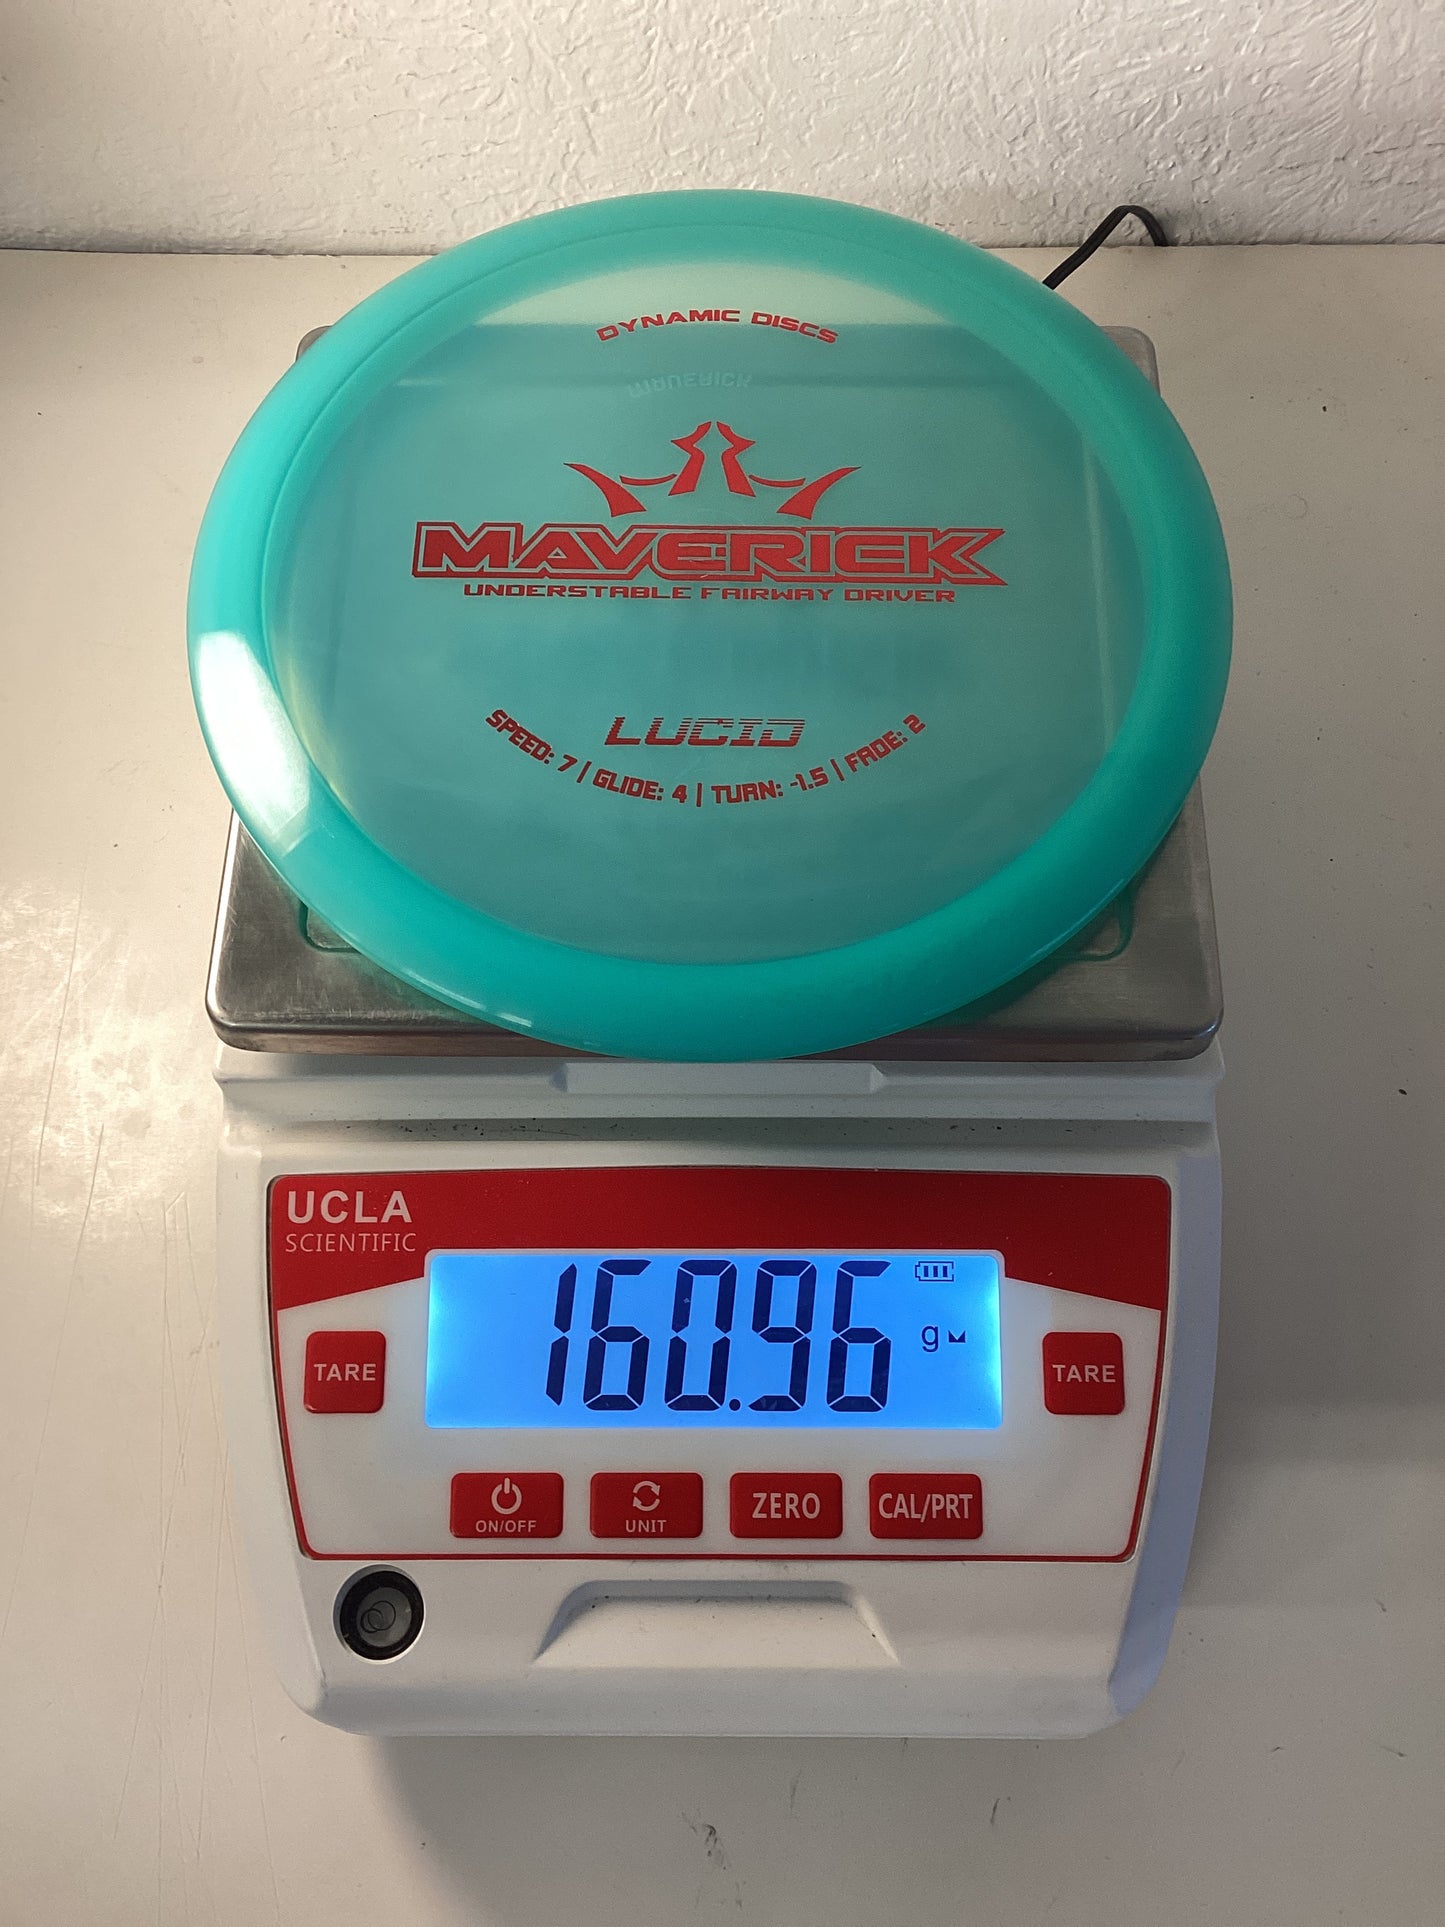 DYNAMIC DISCS
MAVERICK
MAVERICK
UNDERSTABLE FAIRWAY DRIVER
LUCID
SPEED: 7 | GLIDE: 4 | TURN: -1.5 | FADE: 2
UCLA
SCIENTIFIC
160.96 g
TARE
TARE
ON/OFF
UNIT
ZERO
CAL/PRT